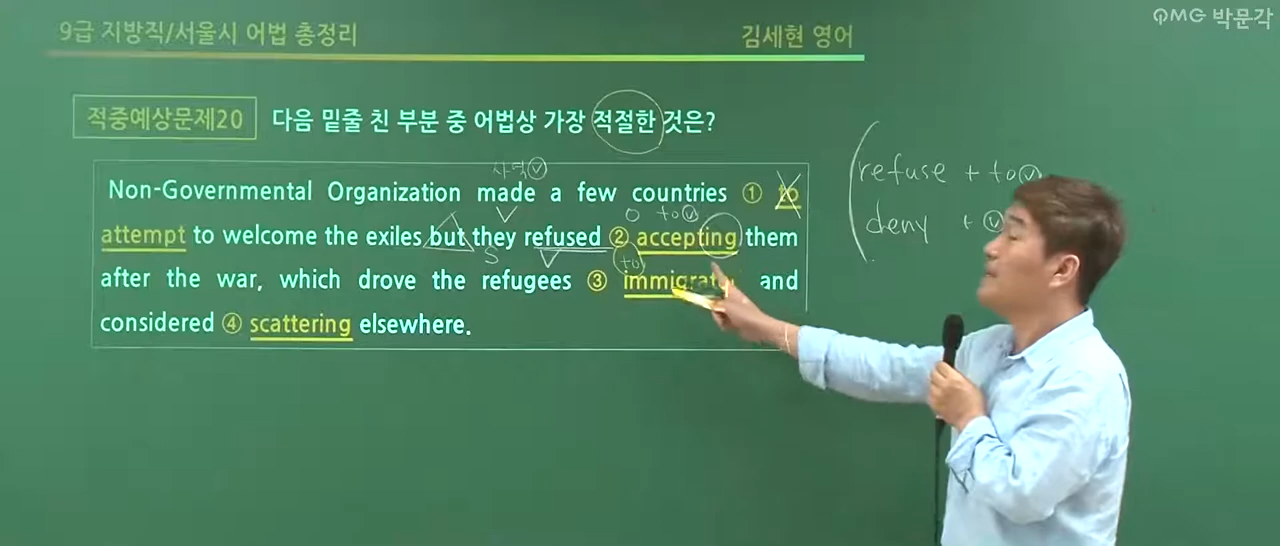 9급 지방직/서울시 어법 총정리
김세현 영어
박문각
적중예상문제20 다음 밑줄 친 부분 중 어법상 가장 적절한 것은?
사역ⓥ
Non-Governmental Organization made a few countries ① to
O to ⓥ
attempt to welcome the exiles but they refused ② accepting them
S V to
after the war, which drove the refugees ③ immigrate and
considered ④ scattering elsewhere.
refuse + to ⓥ
deny + ⓥ